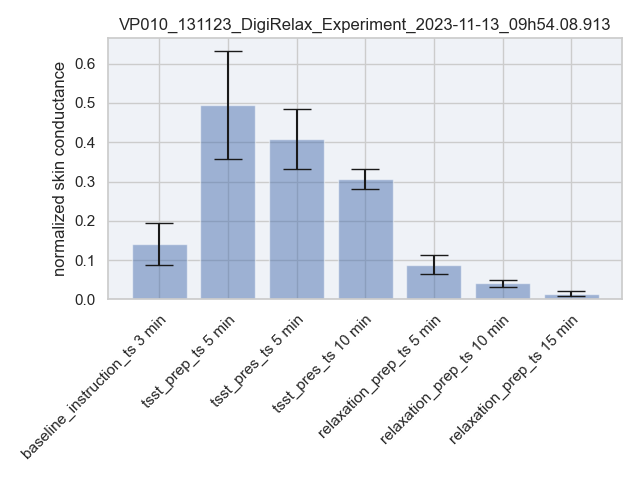 VP010_131123_DigiRelax_Experiment_2023-11-13_09h54.08.913
normalized skin conductance
0.6
0.5
0.4
0.3
0.2
0.1
0.0
baseline_instruction_ts 3 min
tsst_prep_ts 5 min
tsst_pres_ts 5 min
tsst_pres_ts 10 min
relaxation_prep_ts 5 min
relaxation_prep_ts 10 min
relaxation_prep_ts 15 min